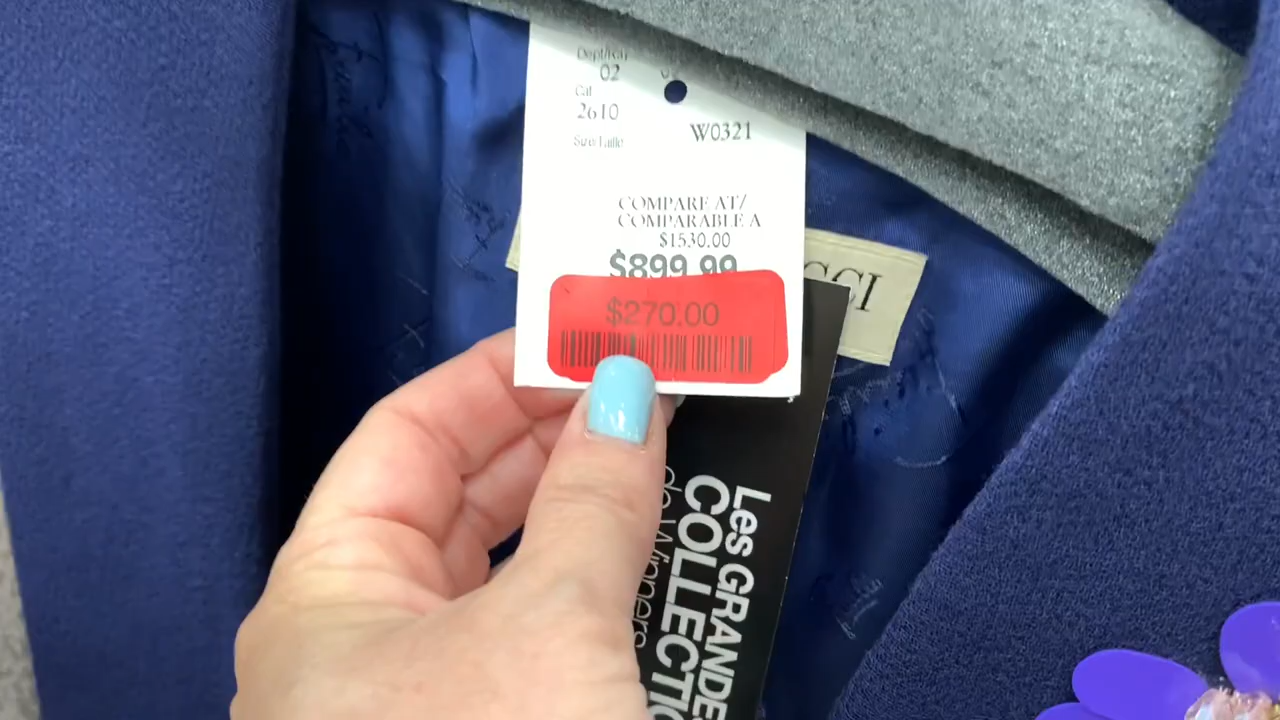 Dept/ray
02
Cat
2610
W0321
Size/Taille
COMPARE AT/
COMPARABLE A
$1530.00
$899.99
$270.00
CCI
Les GRANDES
COLLECTIO
de Winners